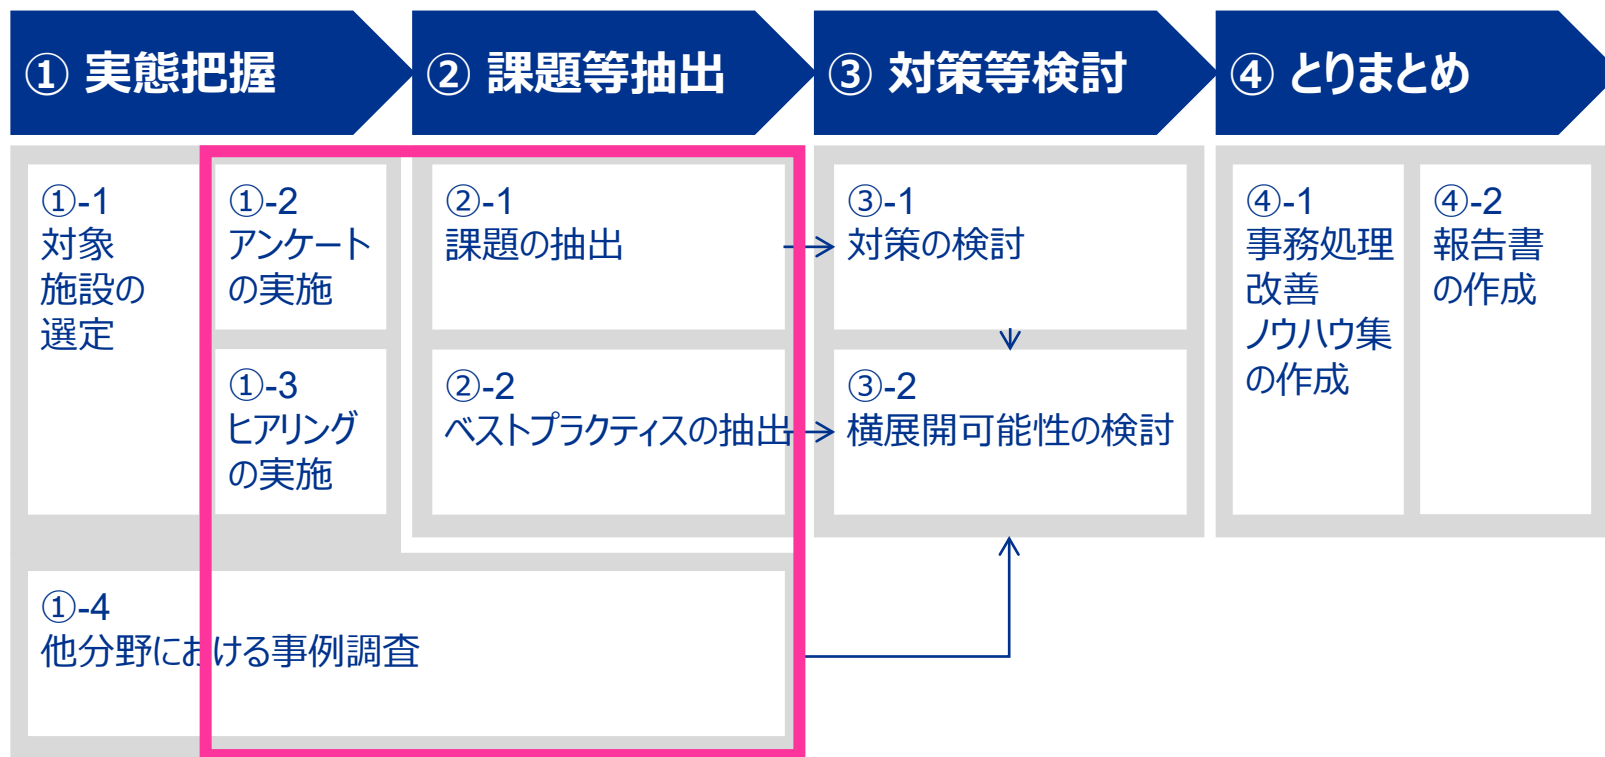 ① 実態把握
② 課題等抽出
③ 対策等検討
④ とりまとめ
①-1
対象
施設の
選定
①-2
アンケート
の実施
①-3
ヒアリング
の実施
①-4
他分野における事例調査
②-1
課題の抽出
②-2
ベストプラクティスの抽出
③-1
対策の検討
③-2
横展開可能性の検討
④-1
事務処理
改善
ノウハウ集
の作成
④-2
報告書
の作成